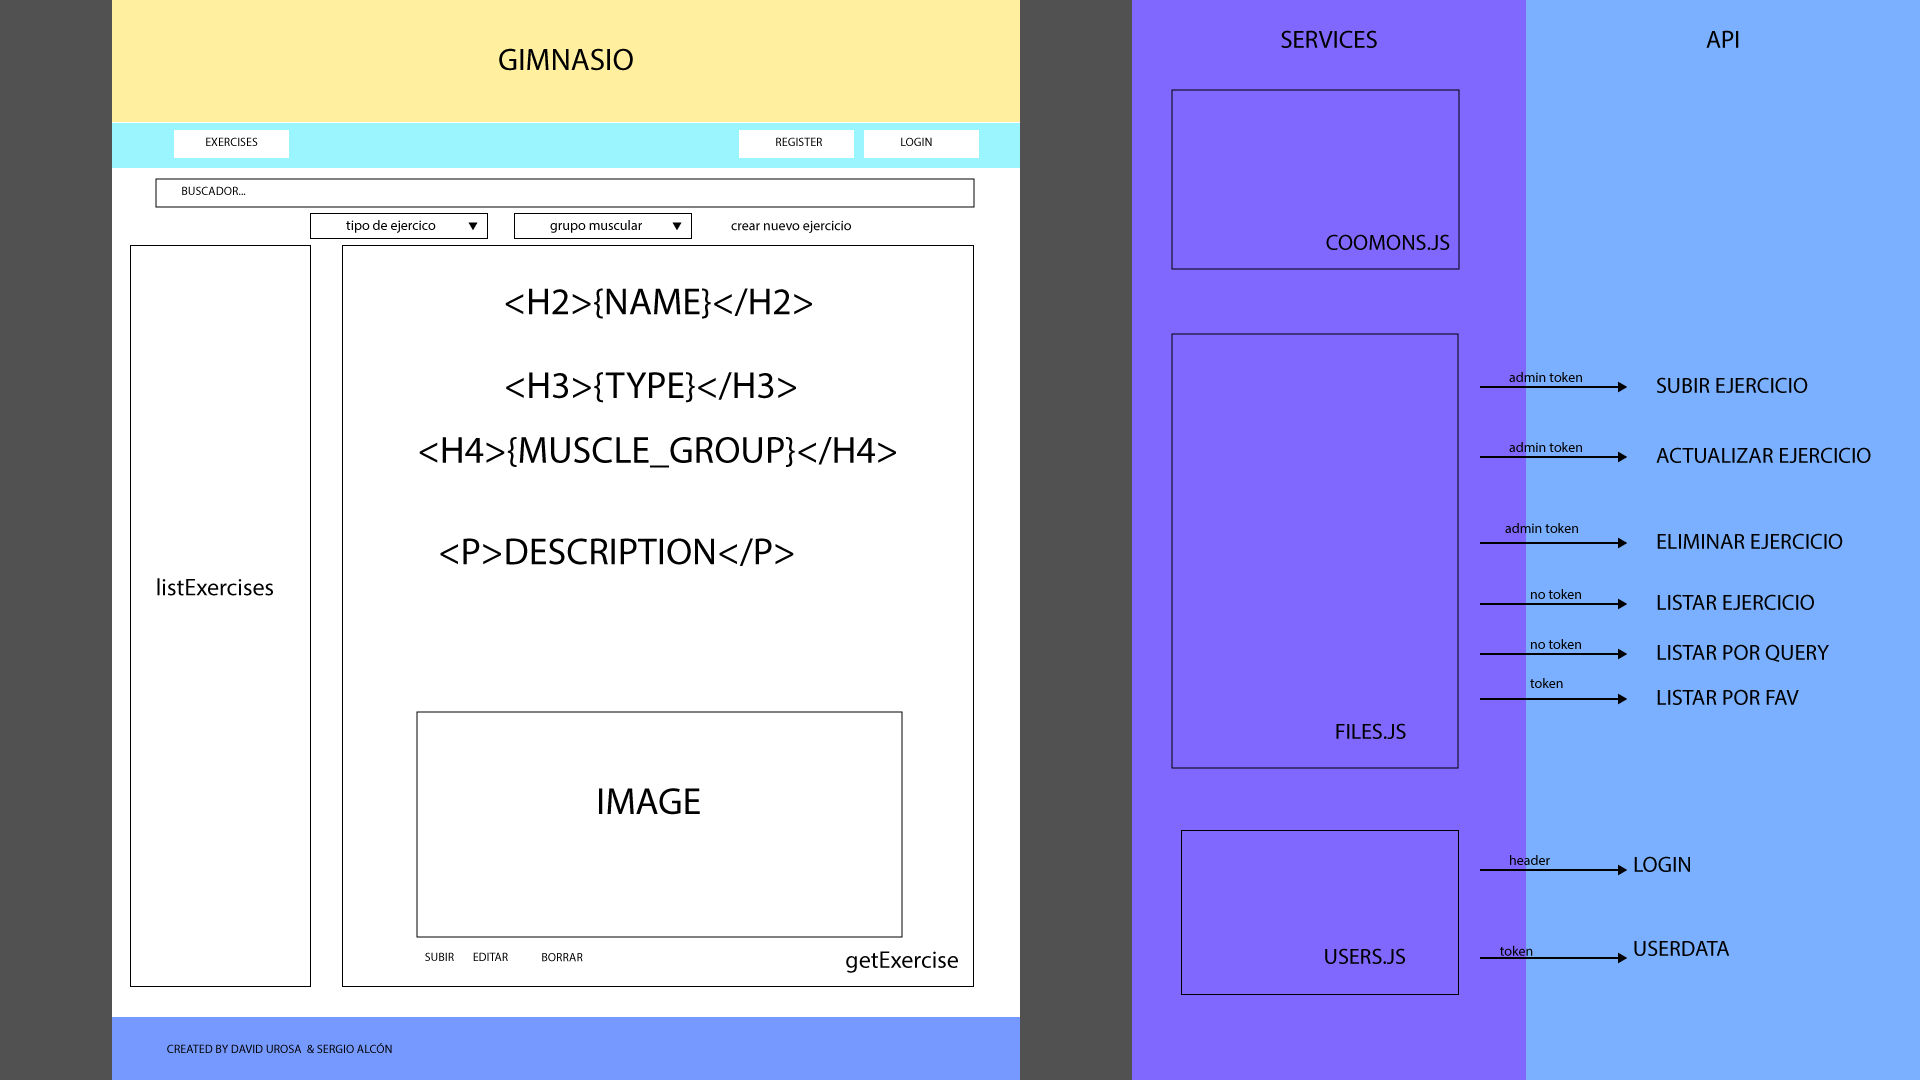 GIMNASIO
EXERCISES
REGISTER
LOGIN
BUSCADOR...
tipo de ejercico
grupo muscular
crear nuevo ejercicio
listExercises
<H2>{NAME}</H2>
<H3>{TYPE}</H3>
<H4>{MUSCLE_GROUP}</H4>
<P>DESCRIPTION</P>
IMAGE
SUBIR
EDITAR
BORRAR
getExercise
CREATED BY DAVID UROSA & SERGIO ALCÓN
SERVICES
API
COOMONS.JS
FILES.JS
admin token
SUBIR EJERCICIO
admin token
ACTUALIZAR EJERCICIO
admin token
ELIMINAR EJERCICIO
no token
LISTAR EJERCICIO
no token
LISTAR POR QUERY
token
LISTAR POR FAV
USERS.JS
header
LOGIN
token
USERDATA